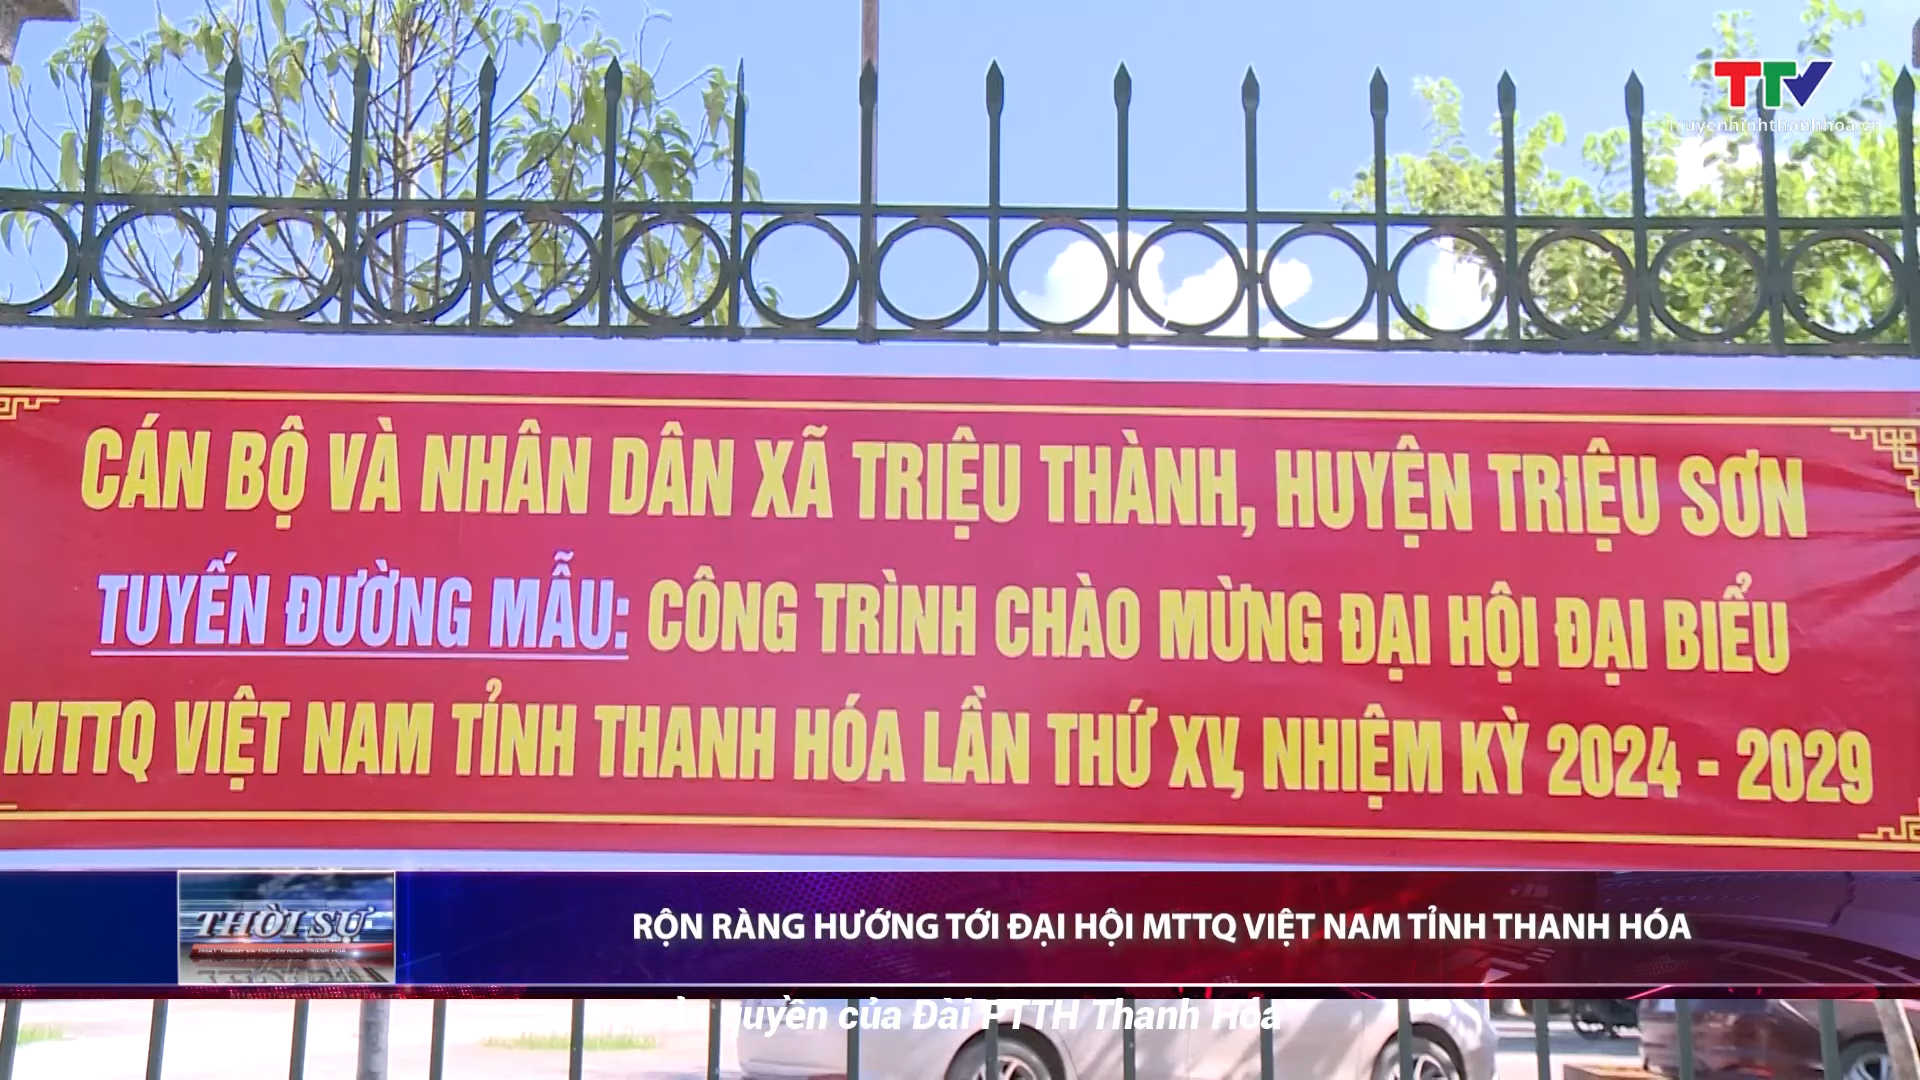 TTV
truyenhinhthanhhoa.vn
CÁN BỘ VÀ NHÂN DÂN XÃ TRIỆU THÀNH, HUYỆN TRIỆU SƠN
TUYẾN ĐƯỜNG MẪU: CÔNG TRÌNH CHÀO MỪNG ĐẠI HỘI ĐẠI BIỂU
MTTQ VIỆT NAM TỈNH THANH HÓA LẦN THỨ XV, NHIỆM KỲ 2024 - 2029
THỜI SỰ
RỘN RÀNG HƯỚNG TỚI ĐẠI HỘI MTTQ VIỆT NAM TỈNH THANH HÓA
quyền của Đài PTTH Thanh Hóa